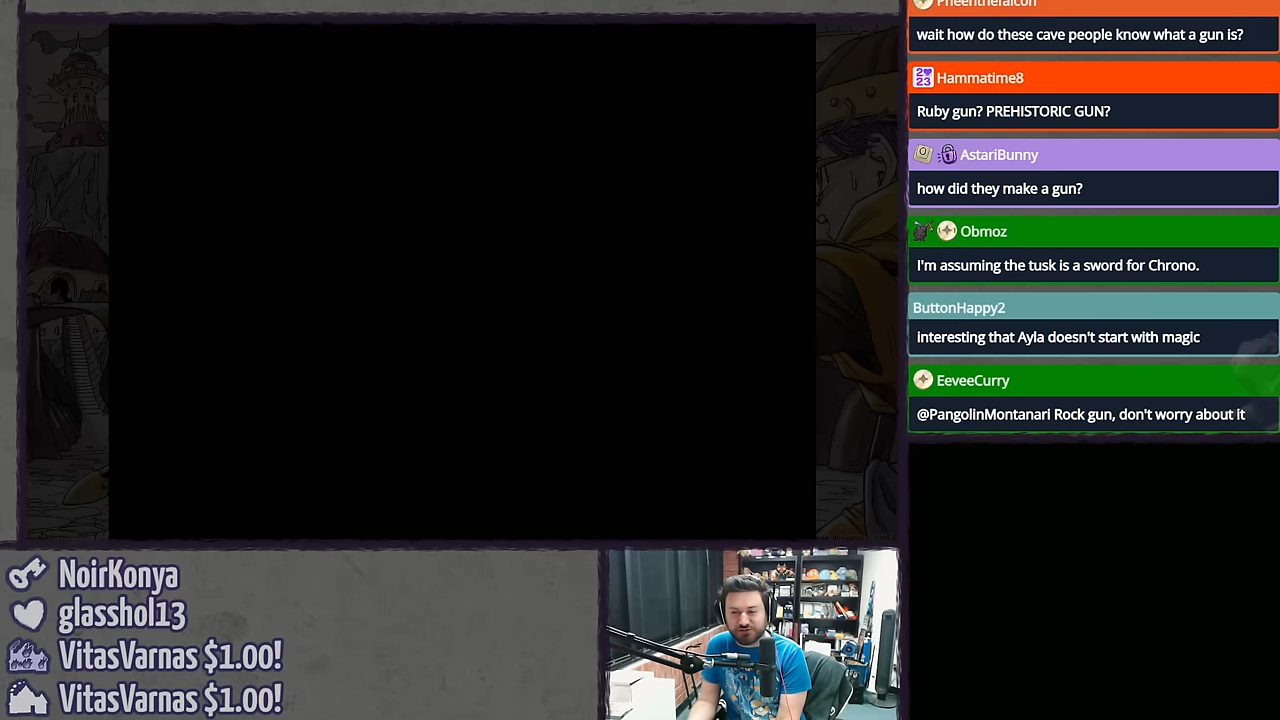 Pheenthefalcon
wait how do these cave people know what a gun is?
Hammatime8
Ruby gun? PREHISTORIC GUN?
AstariBunny
how did they make a gun?
Obmoz
I'm assuming the tusk is a sword for Chrono.
ButtonHappy2
interesting that Ayla doesn't start with magic
EeveeCurry
@PangolinMontanari Rock gun, don't worry about it
NoirKonya
glasshol13
VitasVarnas $1.00!
VitasVarnas $1.00!